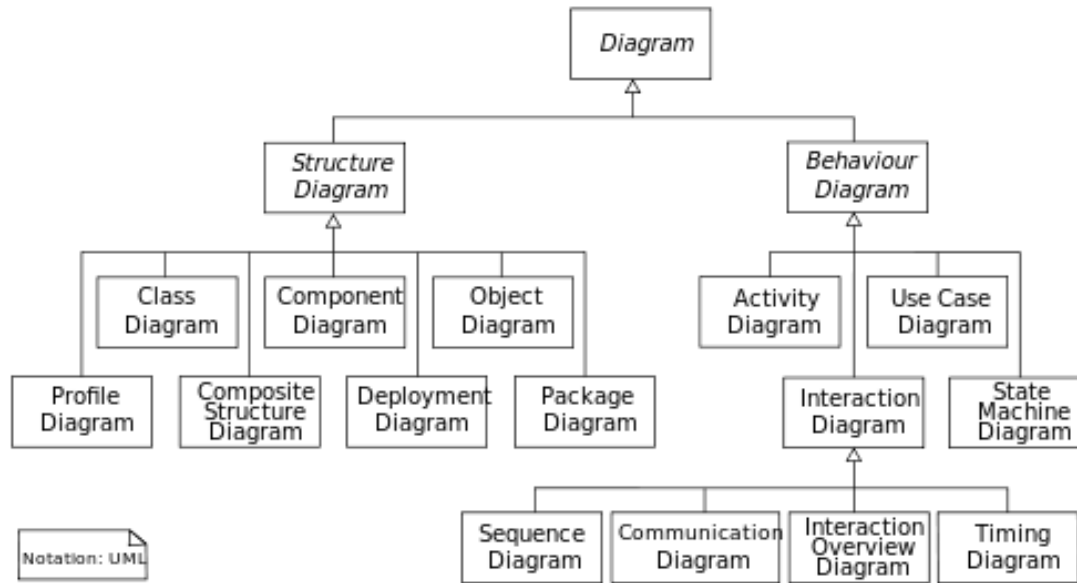 Diagram
Structure
Diagram
Behaviour
Diagram
Class
Diagram
Component
Diagram
Object
Diagram
Activity
Diagram
Use Case
Diagram
Profile
Diagram
Composite
Structure
Diagram
Deployment
Diagram
Package
Diagram
Interaction
Diagram
State
Machine
Diagram
Sequence
Diagram
Communication
Diagram
Interaction
Overview
Diagram
Timing
Diagram
Notation: UML